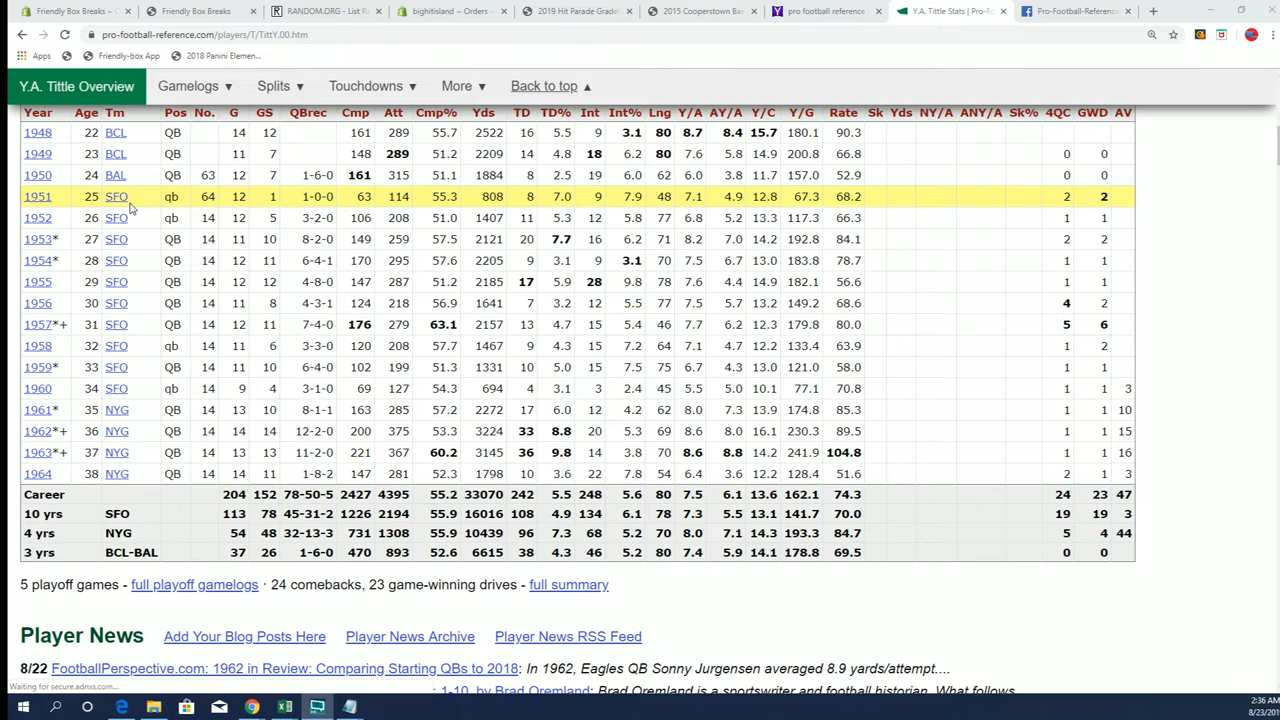 Friendly Box Breaks – C
Friendly Box Breaks
RANDOM.ORG - List Ra
bighitisland ~ Orders ~
2019 Hit Parade Grade
2015 Cooperstown Bas
pro football reference
Y.A. Tittle Stats | Pro-Fo
Pro-Football-Reference
pro-football-reference.com/players/T/TittY.00.htm
Apps Friendly-box App 2018 Panini Elemen...
Y.A. Tittle Overview Gamelogs ▼ Splits ▼ Touchdowns ▼ More ▼ Back to top ▲
Year Age Tm Pos No. G GS QBrec Cmp Att Cmp% Yds TD TD% Int Int% Lng Y/A AY/A Y/C Y/G Rate Sk Yds NY/A ANY/A Sk% 4QC GWD AV
1948 22 BCL QB 14 12 161 289 55.7 2522 16 5.5 9 3.1 80 8.7 8.4 15.7 180.1 90.3
1949 23 BCL QB 11 7 148 289 51.2 2209 14 4.8 18 6.2 80 7.6 5.8 14.9 200.8 66.8 0 0
1950 24 BAL QB 63 12 7 1-6-0 161 315 51.1 1884 8 2.5 19 6.0 62 6.0 3.8 11.7 157.0 52.9 0 0
1951 25 SFO qb 64 12 1 1-0-0 63 114 55.3 808 8 7.0 9 7.9 48 7.1 4.9 12.8 67.3 68.2 2 2
1952 26 SFO qb 14 12 5 3-2-0 106 208 51.0 1407 11 5.3 12 5.8 77 6.8 5.2 13.3 117.3 66.3 1 1
1953* 27 SFO QB 14 11 10 8-2-0 149 259 57.5 2121 20 7.7 16 6.2 71 8.2 7.0 14.2 192.8 84.1 2 2
1954* 28 SFO QB 14 12 11 6-4-1 170 295 57.6 2205 9 3.1 9 3.1 70 7.5 6.7 13.0 183.8 78.7 1 1
1955 29 SFO QB 14 12 12 4-8-0 147 287 51.2 2185 17 5.9 28 9.8 78 7.6 4.4 14.9 182.1 56.6 1 1
1956 30 SFO QB 14 11 8 4-3-1 124 218 56.9 1641 7 3.2 12 5.5 77 7.5 5.7 13.2 149.2 68.6 4 2
1957*+ 31 SFO QB 14 12 11 7-4-0 176 279 63.1 2157 13 4.7 15 5.4 46 7.7 6.2 12.3 179.8 80.0 5 6
1958 32 SFO qb 14 11 6 3-3-0 120 208 57.7 1467 9 4.3 15 7.2 64 7.1 4.7 12.2 133.4 63.9 1 1
1959* 33 SFO QB 14 11 10 6-4-0 102 199 51.3 1331 10 5.0 15 7.5 75 6.7 4.3 13.0 121.0 58.0 1 1
1960 34 SFO qb 14 9 4 3-1-0 69 127 54.3 694 4 3.1 3 2.4 45 5.5 5.0 10.1 77.1 70.8 1 1 3
1961* 35 NYG QB 14 13 10 8-1-1 163 285 57.2 2272 17 6.0 12 4.2 62 8.0 7.3 13.9 174.8 85.3 1 1 10
1962*+ 36 NYG QB 14 14 14 12-2-0 200 375 53.3 3224 33 8.8 20 5.3 69 8.6 8.0 16.1 230.3 89.5 1 1 15
1963*+ 37 NYG QB 14 13 13 11-2-0 221 367 60.2 3145 36 9.8 14 3.8 70 8.6 8.8 14.2 241.9 104.8 1 1 16
1964 38 NYG QB 14 14 11 1-8-2 147 281 52.3 1798 10 3.6 22 7.8 54 6.4 3.6 12.2 128.4 51.6 2 1 3
Career 204 152 78-50-5 2427 4395 55.2 33070 242 5.5 248 5.6 80 7.5 6.1 13.6 162.1 74.3 24 23 47
10 yrs SFO 113 78 45-31-2 1226 2194 55.9 16016 108 4.9 134 6.1 78 7.3 5.5 13.1 141.7 70.0 19 19 3
4 yrs NYG 54 48 32-13-3 731 1308 55.9 10439 96 7.3 68 5.2 70 8.0 7.1 14.3 193.3 84.7 5 4 44
3 yrs BCL-BAL 37 26 1-6-0 470 893 52.6 6615 38 4.3 46 5.2 80 7.4 5.9 14.1 178.8 69.5 0 0
5 playoff games - full playoff gamelogs · 24 comebacks, 23 game-winning drives - full summary
Player News Add Your Blog Posts Here Player News Archive Player News RSS Feed
8/22 FootballPerspective.com: 1962 in Review: Comparing Starting QBs to 2018: In 1962, Eagles QB Sonny Jurgensen averaged 8.9 yards/attempt....
: 1-10, by Brad Oremland: Brad Oremland is a sportswriter and football historian. What follows
Waiting for secure.adnxs.com...
2:36 AM
8/23/201